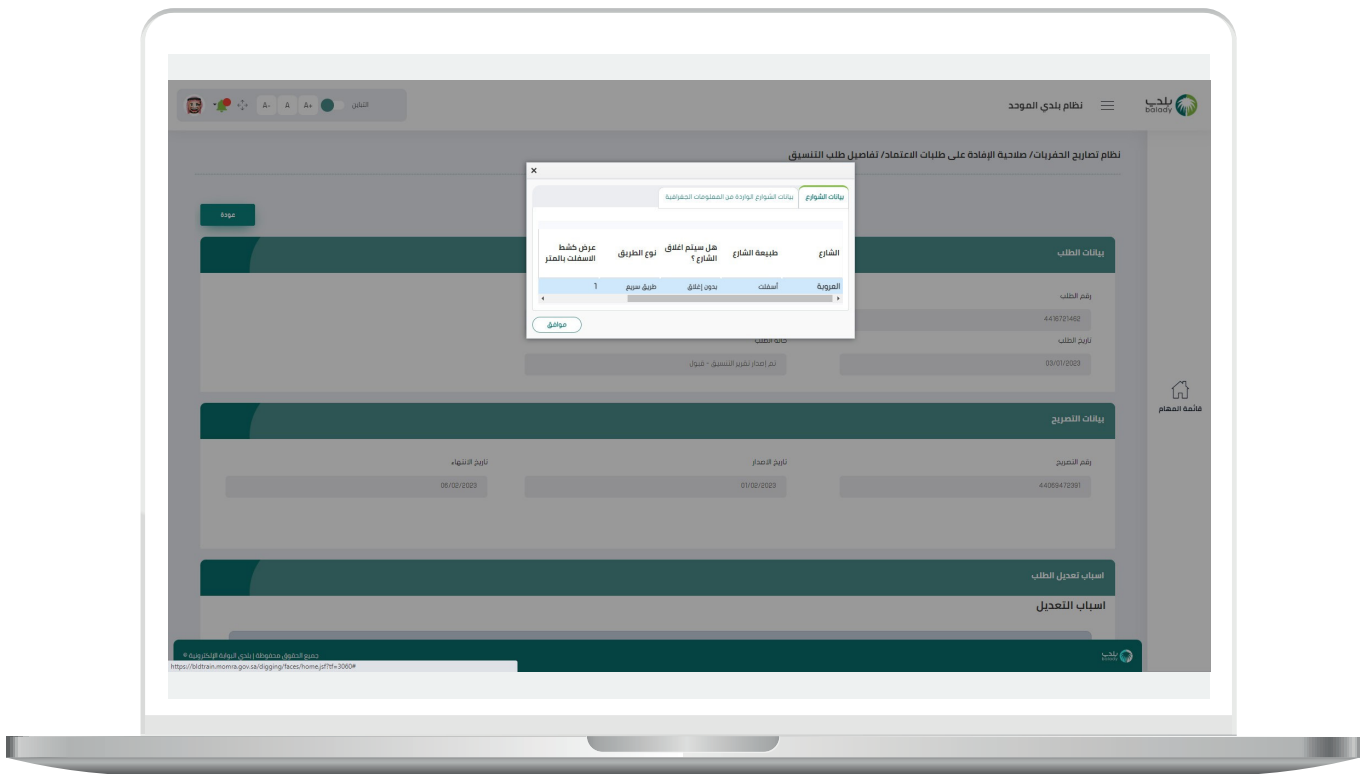 بلدي
balady
نظام بلدي الموحد
التباين
A+
A
A-
نظام تصاريح الحفريات/ صلاحية الإفادة على طلبات الاعتماد/ تفاصيل طلب التنسيق
عودة
×
بيانات الشوارع
بيانات الشوارع الواردة من المعلومات الجغرافية
الشارع
طبيعة الشارع
هل سيتم اغلاق الشارع ؟
نوع الطريق
عرض كشط الاسفلت بالمتر
العروبة
أسفلت
بدون إغلاق
طريق سريع
1
موافق
بيانات الطلب
رقم الطلب
4416721462
تاريخ الطلب
حالة الطلب
03/01/2023
تم إصدار تقرير التنسيق - قبول
قائمة المهام
بيانات التصريح
رقم التصريح
تاريخ الاصدار
تاريخ الانتهاء
44069472391
01/02/2023
05/02/2023
اسباب تعديل الطلب
اسباب التعديل
جميع الحقوق محفوظة | بلدي البوابة الإلكترونية ©
بلدي
balady
https://bldtrain.momra.gov.sa/digging/faces/home.jsf?tf=3060#